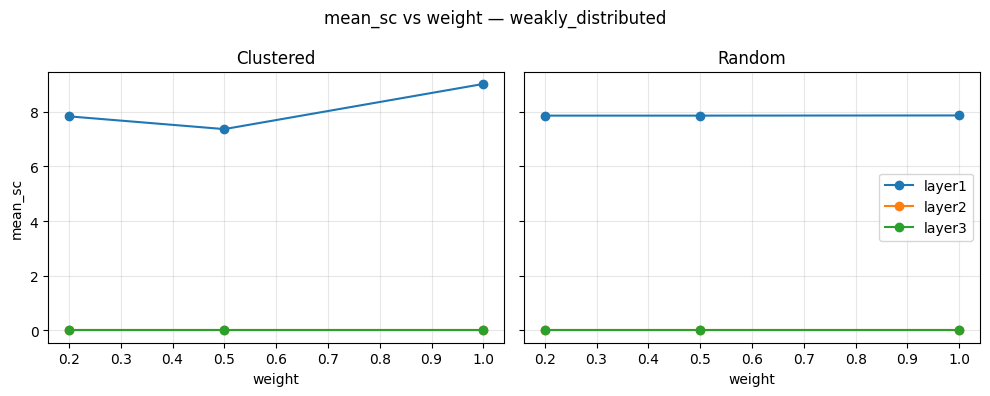 mean_sc vs weight — weakly_distributed
Clustered
mean_sc
8
6
4
2
0
0.2 0.3 0.4 0.5 0.6 0.7 0.8 0.9 1.0
weight
Random
layer1
layer2
layer3
0.2 0.3 0.4 0.5 0.6 0.7 0.8 0.9 1.0
weight